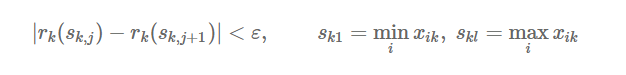 |r_k(s_{k,j}) − r_k(s_{k,j+1})| < ε, s_{k1} = min_i x_{ik}, s_{kl} = max_i x_{ik}